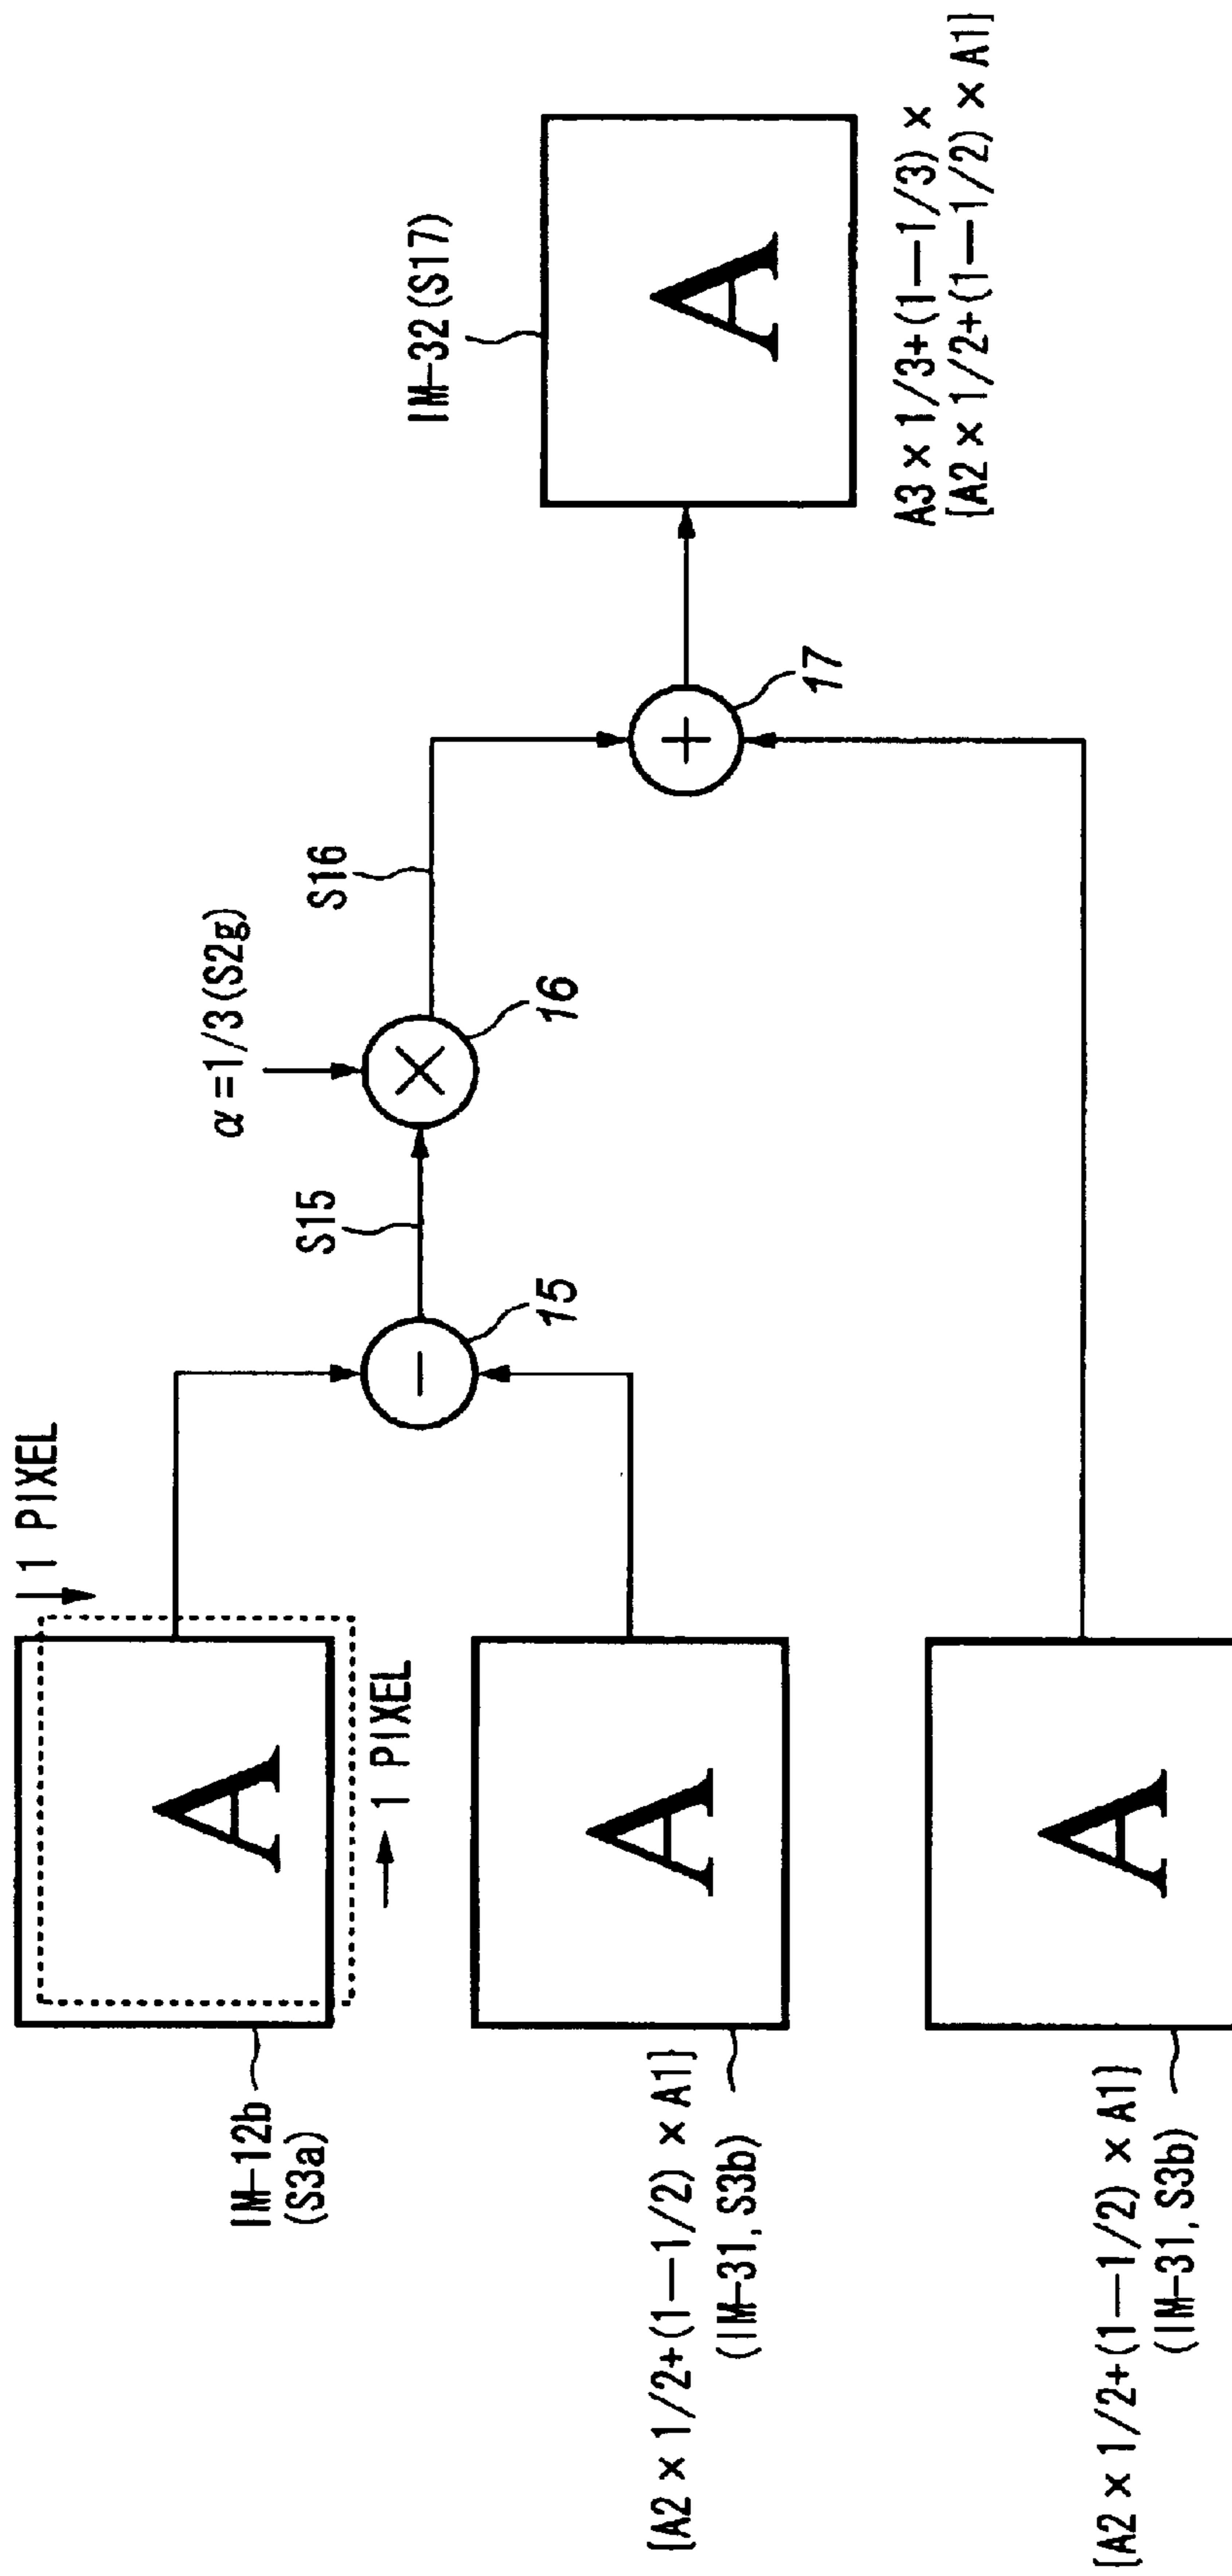 IM-12b
(S3a)
A
1 PIXEL
1 PIXEL
[A2 × 1/2+(1—1/2) × A1]
(IM-31, S3b)
A
[A2 × 1/2+(1—1/2) × A1]
(IM-31, S3b)
A
−
15
S15
α=1/3(S2g)
×
16
S16
+
17
IM-32(S17)
A
A3 × 1/3+(1—1/3) ×
[A2 × 1/2+(1—1/2) × A1]